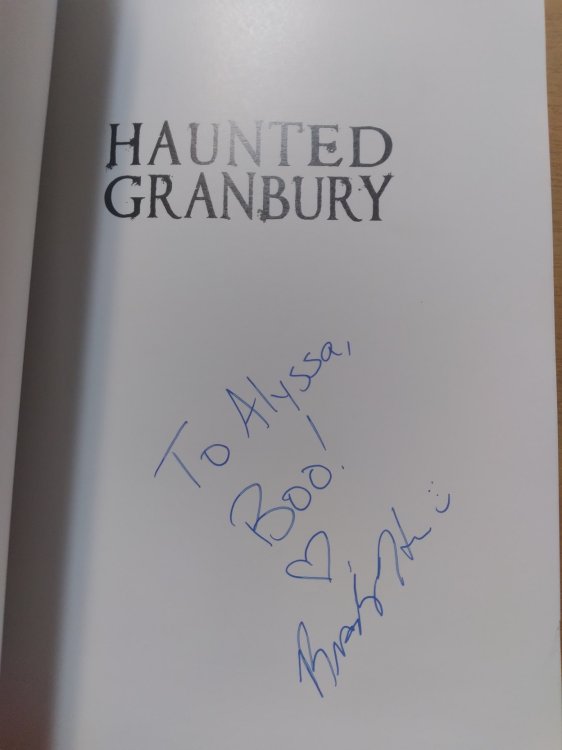 HAUNTED
GRANBURY
To Alyssa,
Boo!
♡